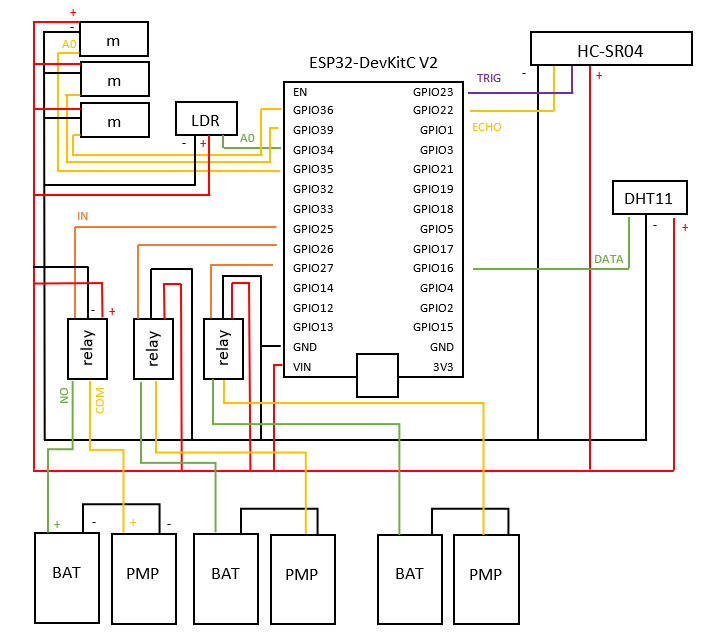 +
-
m
A0
m
m
ESP32-DevKitC V2
HC-SR04
-
+
TRIG
ECHO
LDR
-
+
A0
EN
GPIO36
GPIO39
GPIO34
GPIO35
GPIO32
GPIO33
GPIO25
GPIO26
GPIO27
GPIO14
GPIO12
GPIO13
GND
VIN
GPIO23
GPIO22
GPIO1
GPIO3
GPIO21
GPIO19
GPIO18
GPIO5
GPIO17
GPIO16
GPIO4
GPIO2
GPIO15
GND
3V3
DHT11
-
+
DATA
IN
-
+
relay
relay
relay
NO
COM
+
-
+
-
BAT
PMP
BAT
PMP
BAT
PMP